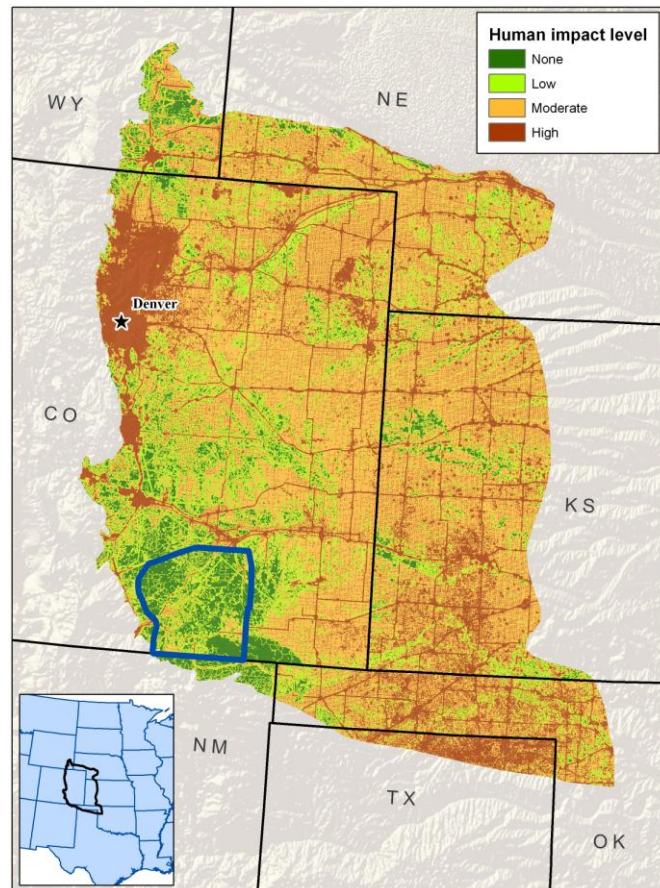 Human impact level
None
Low
Moderate
High
WY
NE
Denver
CO
KS
NM
TX
OK